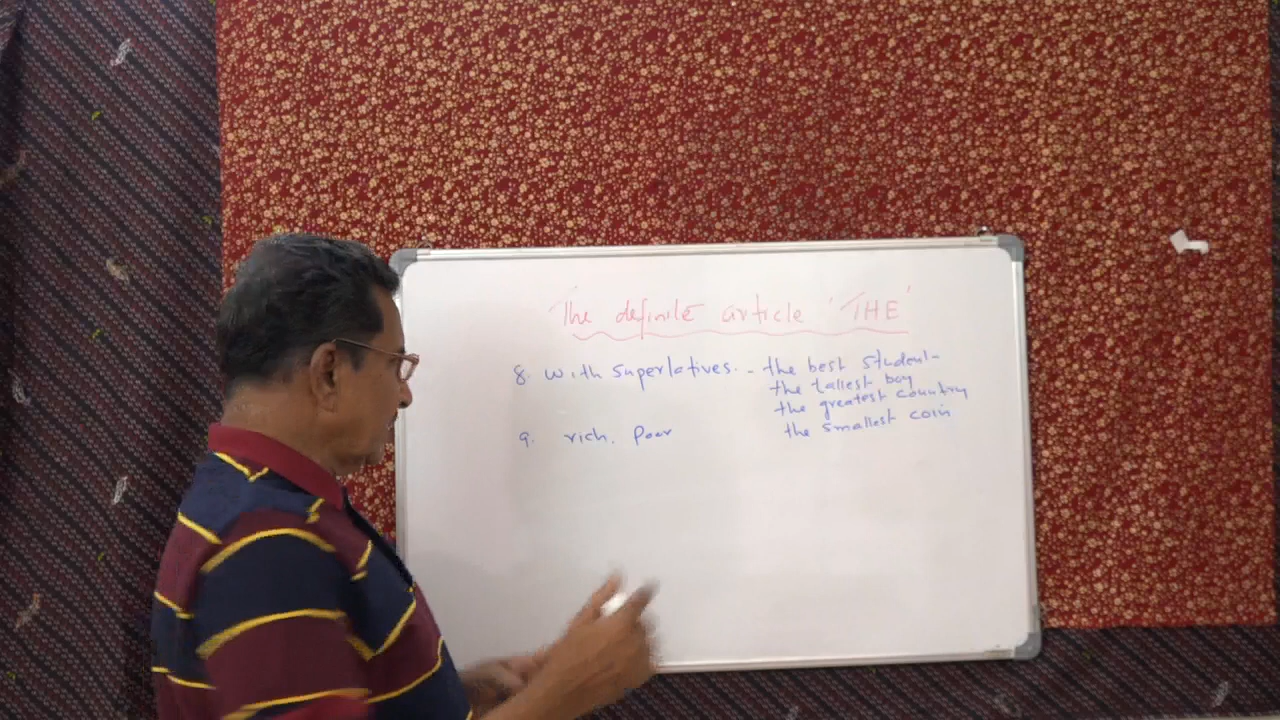 The definite article 'THE'
8. With superlatives. - the best student -
the tallest boy
the greatest country
the smallest coin
9. rich, poor